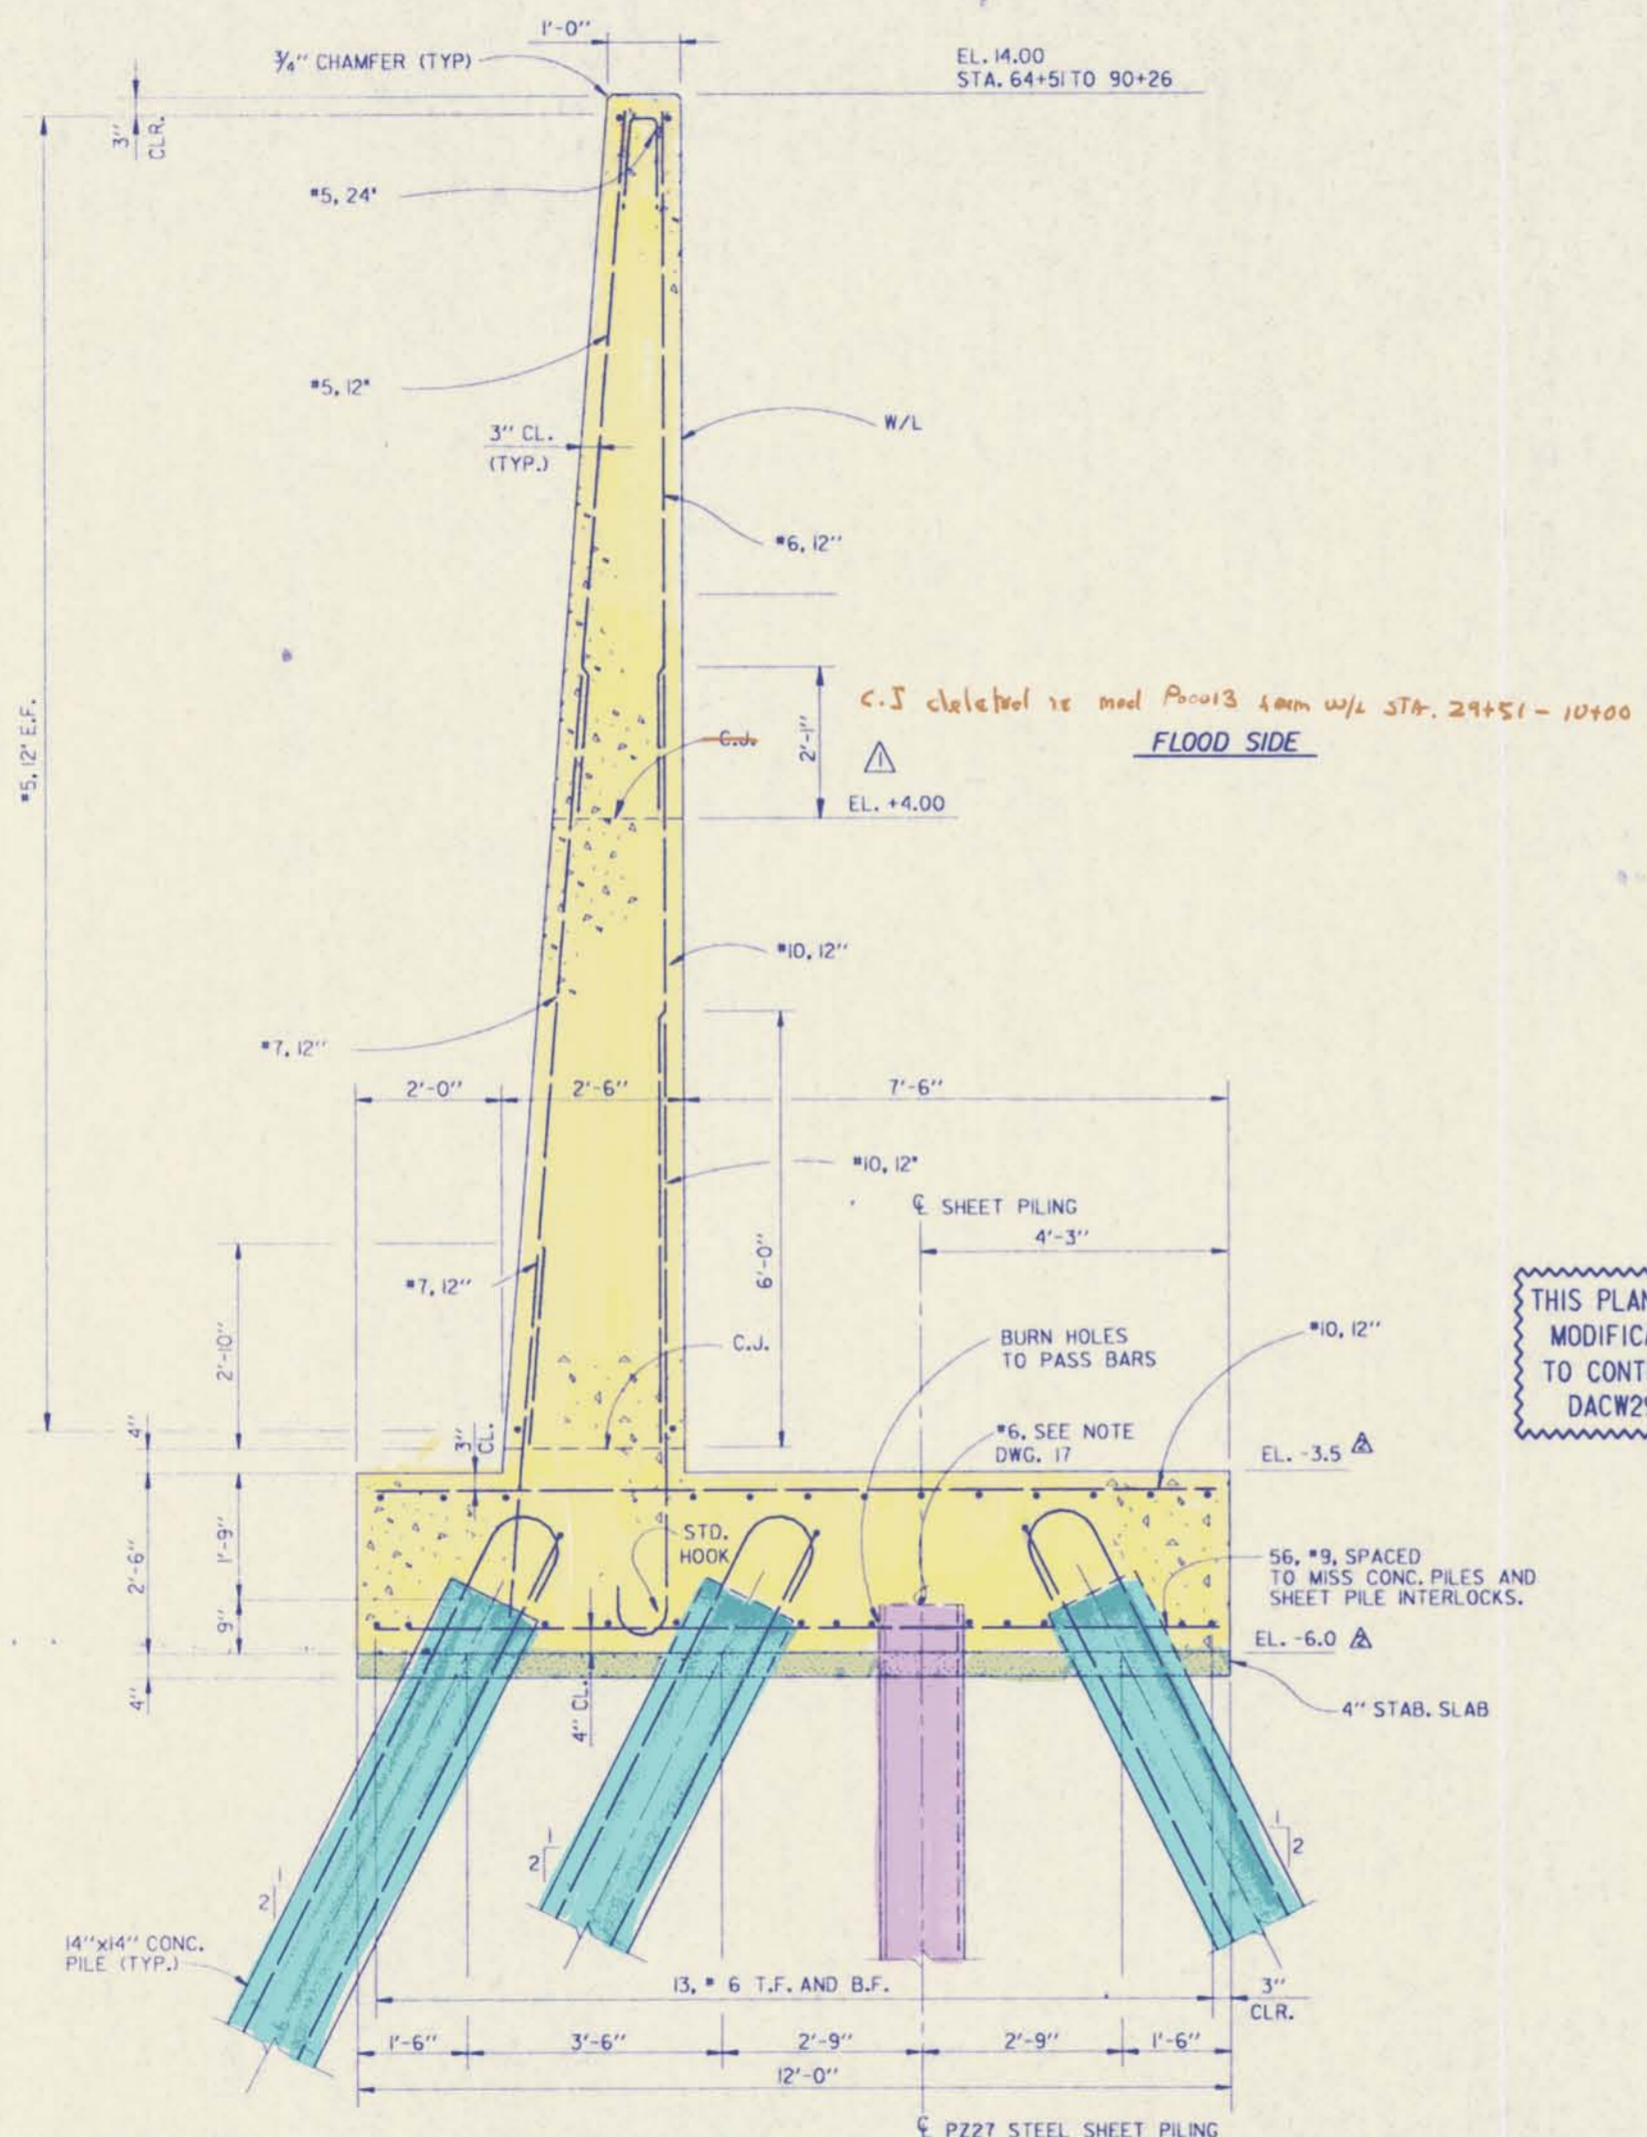 1'-0"
¾" CHAMFER (TYP)
EL. 14.00
STA. 64+51 TO 90+26
3"
CLR.
#5, 24"
#5, 12"
3" CL.
(TYP.)
W/L
#6, 12"
#5, 12" E.F.
C.J deleted mod P00013 W/L STA. 29+51 - 10+00
FLOOD SIDE
C.J.
2'-1"
1
EL. +4.00
#10, 12"
#7, 12"
2'-0"
2'-6"
7'-6"
#10, 12"
℄ SHEET PILING
4'-3"
6'-0"
#7, 12"
2'-10"
C.J.
BURN HOLES
TO PASS BARS
#10, 12"
THIS PLAN
MODIFICA
TO CONT
DACW29
4"
3"
CL.
#6, SEE NOTE
DWG. 17
EL. -3.5 2
2'-6"
1'-9"
9"
STD.
HOOK
56, #9, SPACED
TO MISS CONC. PILES AND
SHEET PILE INTERLOCKS.
EL. -6.0 2
4"
4" CL.
4" STAB. SLAB
1
2
1
2
1
2
14"x14" CONC.
PILE (TYP.)
13, # 6 T.F. AND B.F.
3"
CLR.
1'-6"
3'-6"
2'-9"
2'-9"
1'-6"
12'-0"
℄ PZ27 STEEL SHEET PILING